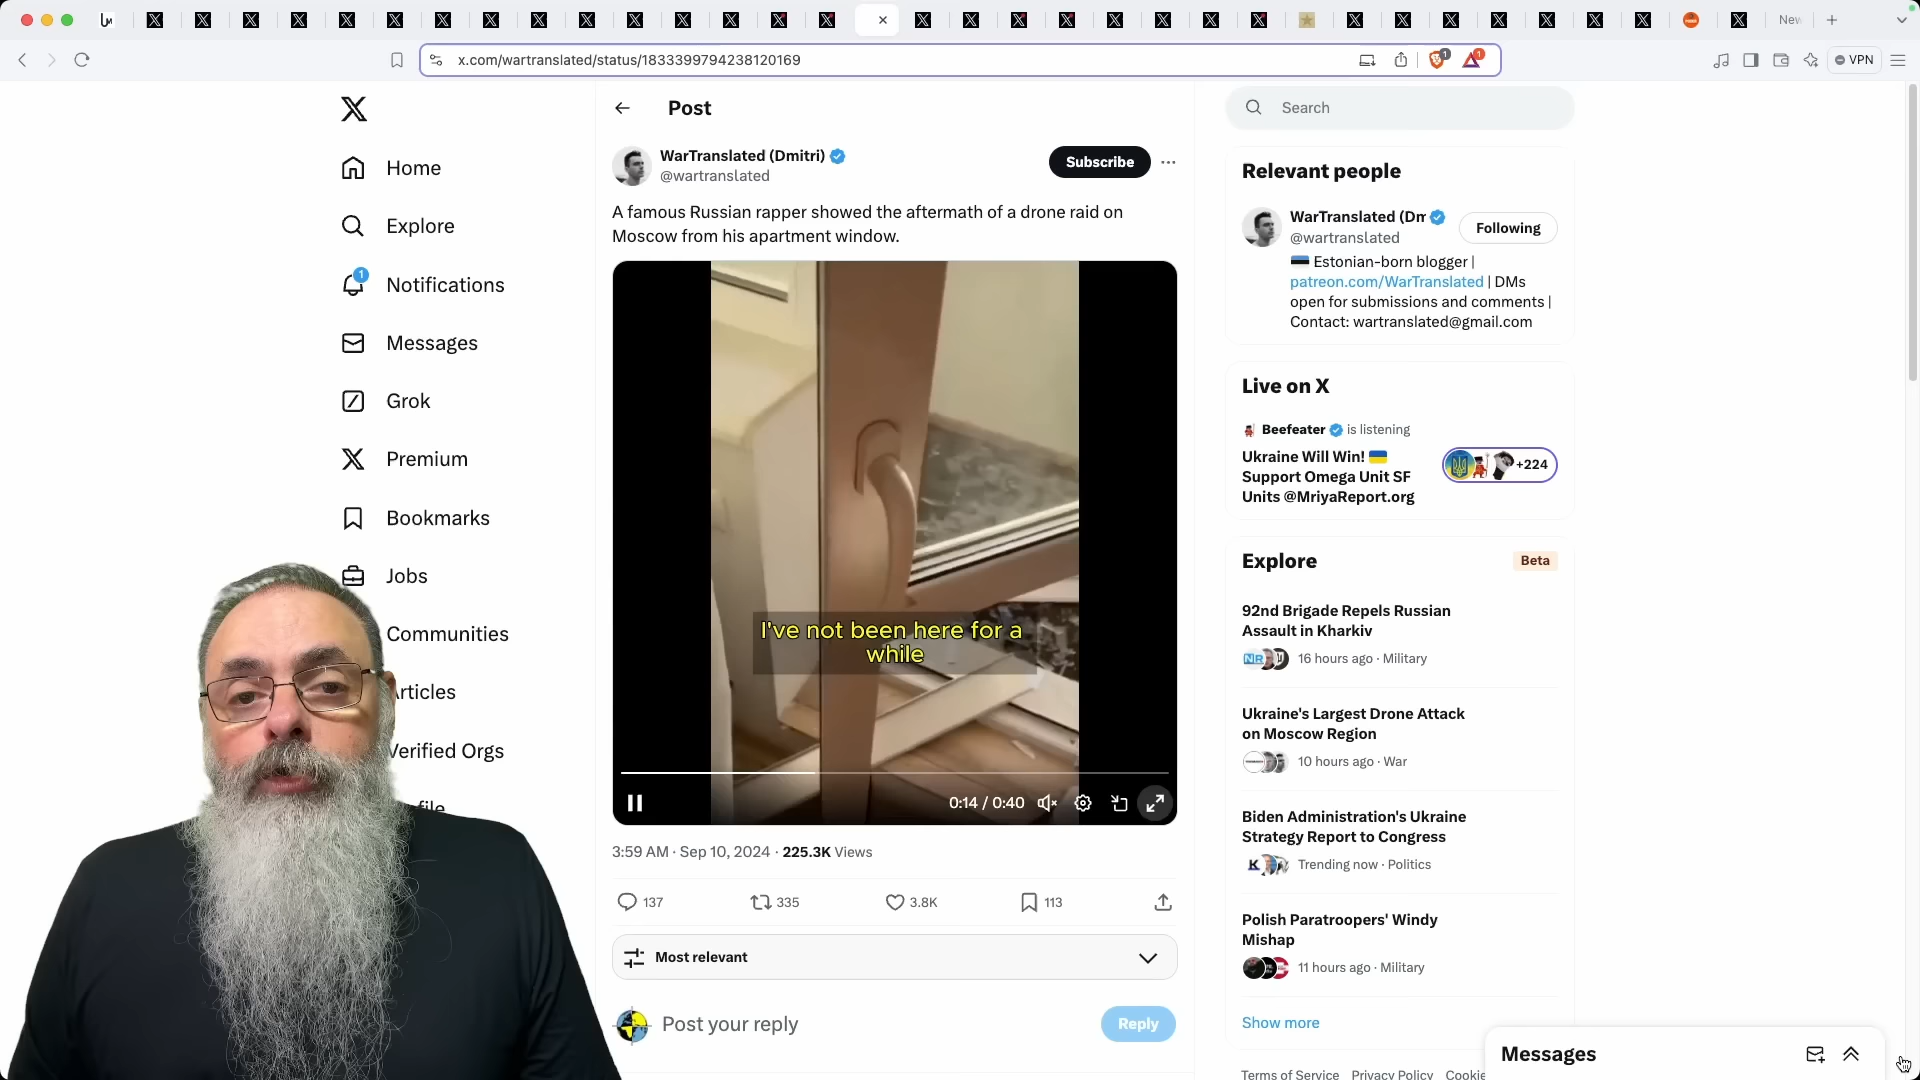 New
x.com/wartranslated/status/1833399794238120169
1
1
VPN
Home
Explore
1
Notifications
Messages
Grok
Premium
Bookmarks
Jobs
Communities
Articles
Verified Orgs
Post
WarTranslated (Dmitri)
@wartranslated
Subscribe
A famous Russian rapper showed the aftermath of a drone raid on
Moscow from his apartment window.
I've not been here for a
while
0:14 / 0:40
3:59 AM · Sep 10, 2024 · 225.3K Views
137
335
3.8K
113
Most relevant
Post your reply
Reply
Search
Relevant people
WarTranslated (Dm
@wartranslated
Following
Estonian-born blogger |
patreon.com/WarTranslated | DMs
open for submissions and comments |
Contact: wartranslated@gmail.com
Live on X
Beefeater is listening
Ukraine Will Win!
Support Omega Unit SF
Units @MriyaReport.org
+224
Explore
Beta
92nd Brigade Repels Russian
Assault in Kharkiv
16 hours ago · Military
Ukraine's Largest Drone Attack
on Moscow Region
10 hours ago · War
Biden Administration's Ukraine
Strategy Report to Congress
Trending now · Politics
Polish Paratroopers' Windy
Mishap
11 hours ago · Military
Show more
Terms of Service Privacy Policy Cookie
Messages